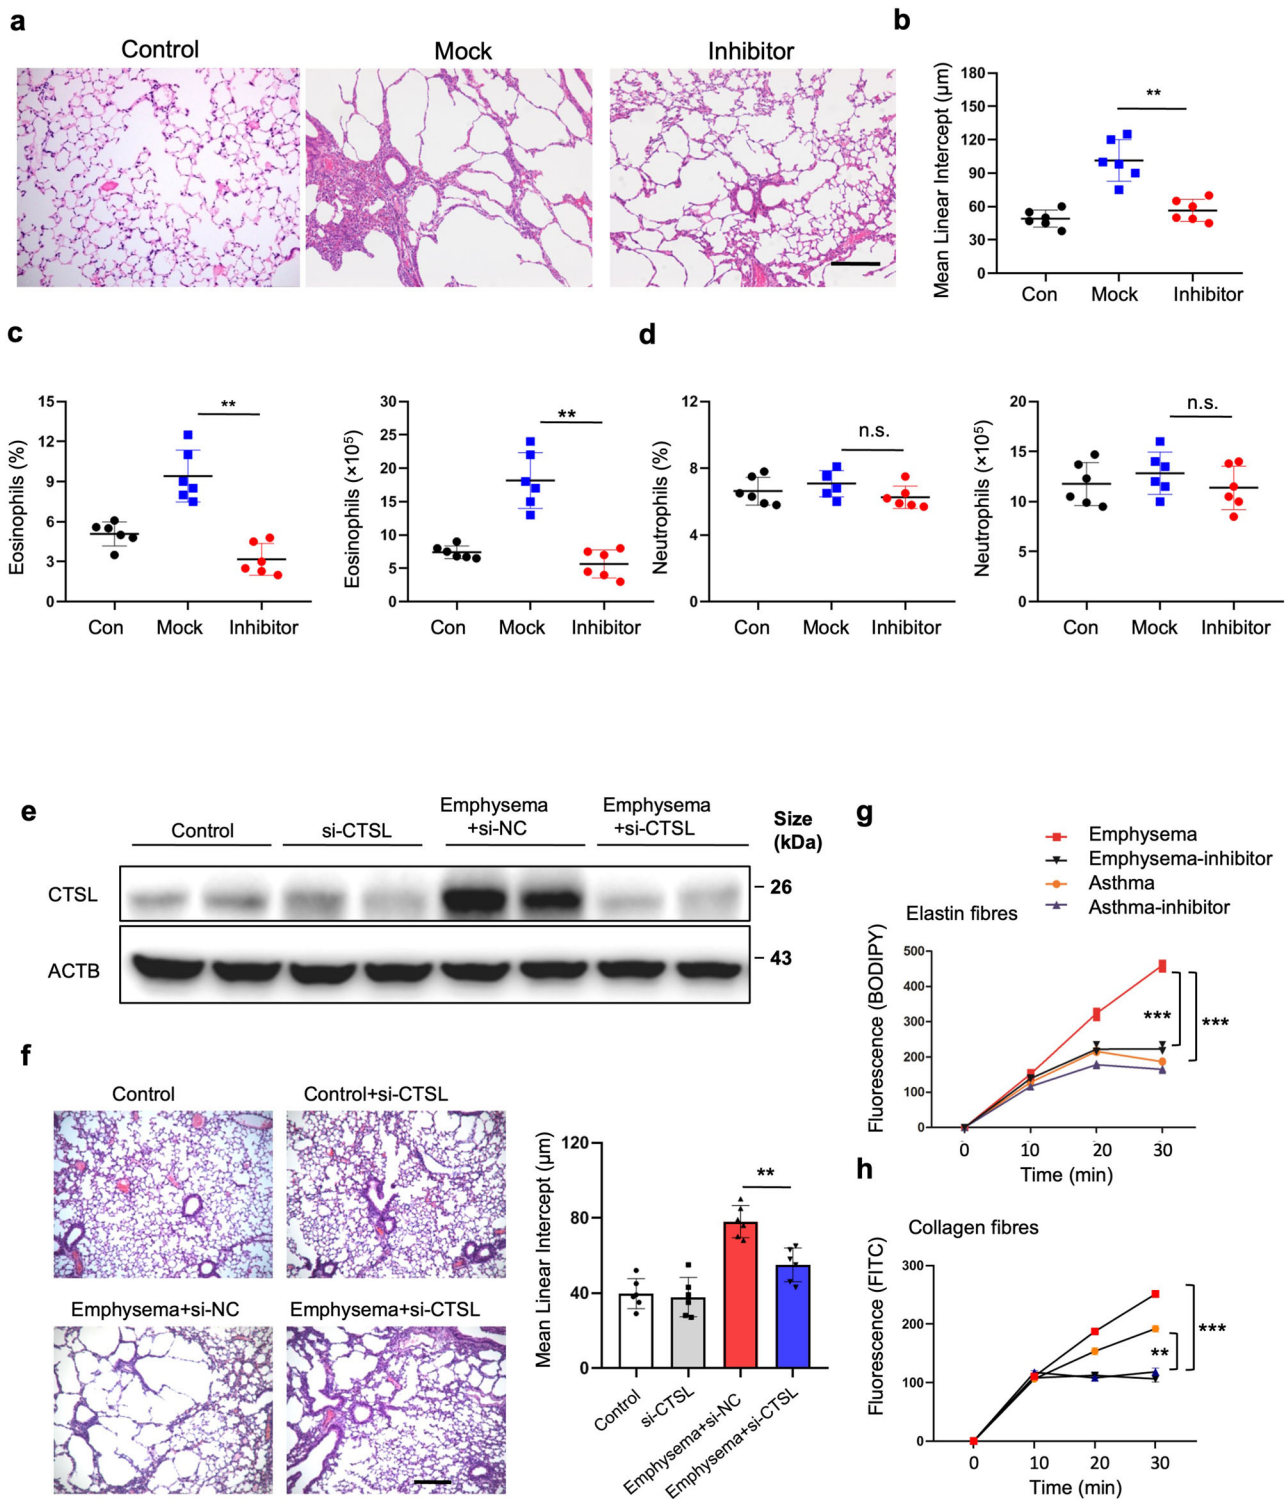 a
Control
Mock
Inhibitor
b
Mean Linear Intercept (μm)
180
150
120
90
60
30
0
**
Con
Mock
Inhibitor
c
Eosinophils (%)
15
12
9
6
3
0
**
Con
Mock
Inhibitor
Eosinophils (×10⁵)
30
25
20
15
10
5
0
**
Con
Mock
Inhibitor
d
Neutrophils (%)
12
8
4
0
n.s.
Con
Mock
Inhibitor
Neutrophils (×10⁵)
20
15
10
5
0
n.s.
Con
Mock
Inhibitor
e
Control
si-CTSL
Emphysema
+si-NC
Emphysema
+si-CTSL
Size
(kDa)
CTSL
26
ACTB
43
f
Control
Control+si-CTSL
Emphysema+si-NC
Emphysema+si-CTSL
Mean Linear Intercept (μm)
120
80
40
0
**
Control
si-CTSL
Emphysema+si-NC
Emphysema+si-CTSL
g
Emphysema
Emphysema-inhibitor
Asthma
Asthma-inhibitor
Elastin fibres
Fluorescence (BODIPY)
500
400
300
200
100
0
***
***
0
10
20
30
Time (min)
h
Collagen fibres
Fluorescence (FITC)
300
200
100
0
**
***
0
10
20
30
Time (min)